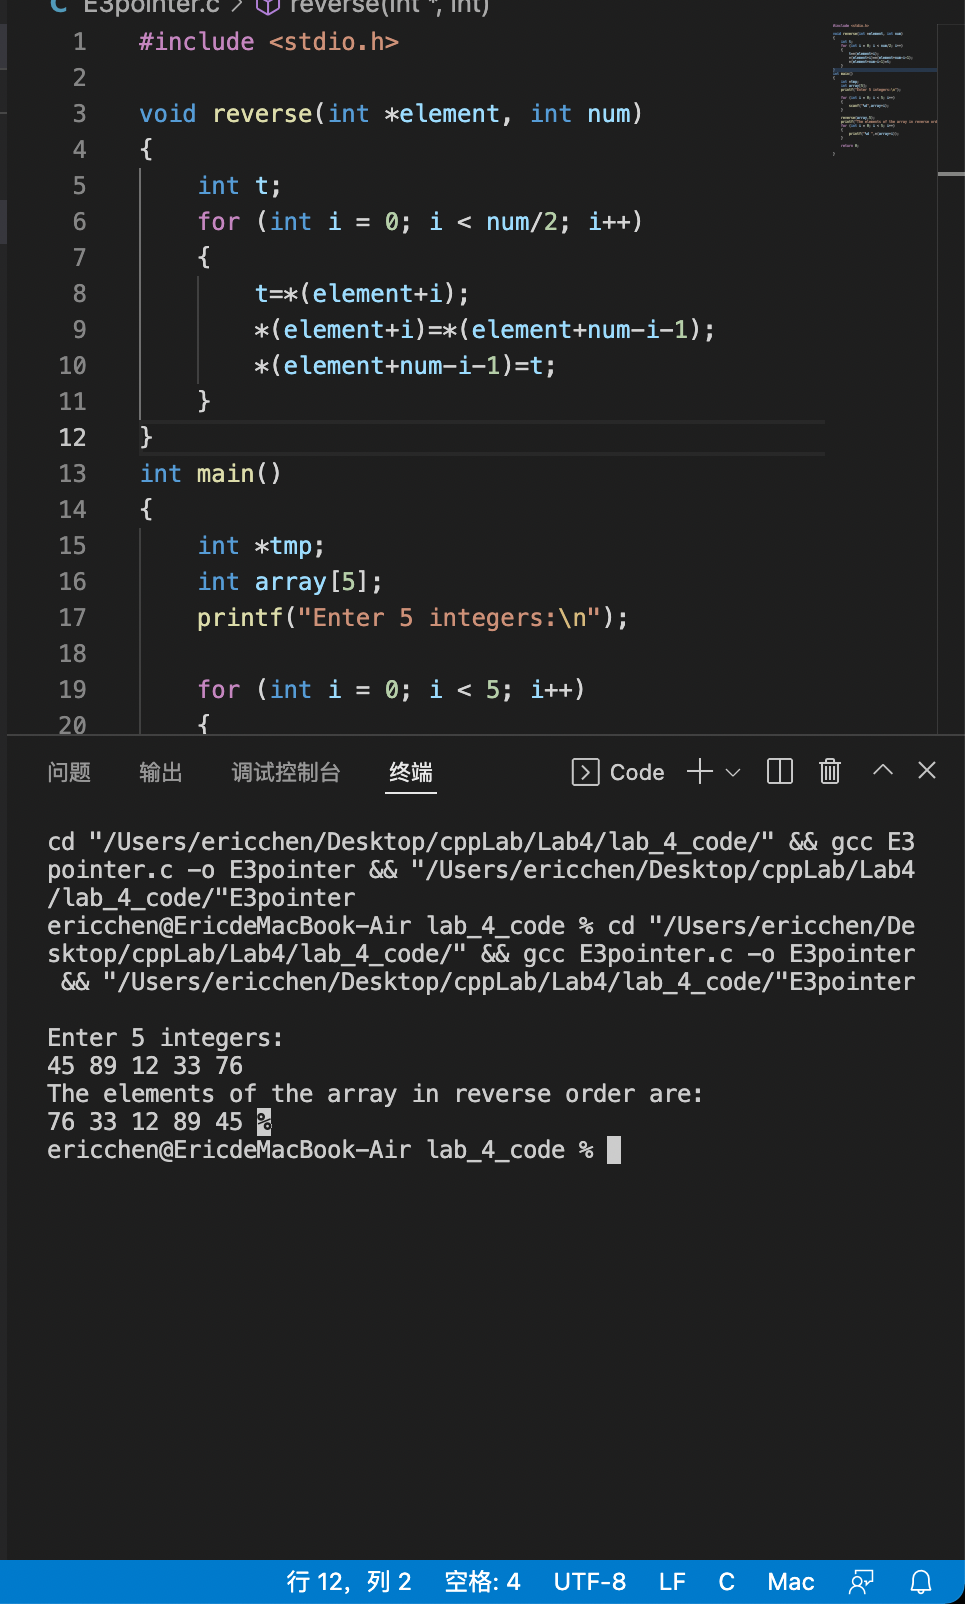 C E3pointer.c > reverse(int *, int)
1 #include <stdio.h>
2
3 void reverse(int *element, int num)
4 {
5 int t;
6 for (int i = 0; i < num/2; i++)
7 {
8 t=*(element+i);
9 *(element+i)=*(element+num-i-1);
10 *(element+num-i-1)=t;
11 }
12 }
13 int main()
14 {
15 int *tmp;
16 int array[5];
17 printf("Enter 5 integers:\n");
18
19 for (int i = 0; i < 5; i++)
20 {
问题 输出 调试控制台 终端 Code
cd "/Users/ericchen/Desktop/cppLab/Lab4/lab_4_code/" && gcc E3
pointer.c -o E3pointer && "/Users/ericchen/Desktop/cppLab/Lab4
/lab_4_code/"E3pointer
ericchen@EricdeMacBook-Air lab_4_code % cd "/Users/ericchen/De
sktop/cppLab/Lab4/lab_4_code/" && gcc E3pointer.c -o E3pointer
&& "/Users/ericchen/Desktop/cppLab/Lab4/lab_4_code/"E3pointer
Enter 5 integers:
45 89 12 33 76
The elements of the array in reverse order are:
76 33 12 89 45 %
ericchen@EricdeMacBook-Air lab_4_code %
行 12，列 2 空格: 4 UTF-8 LF C Mac